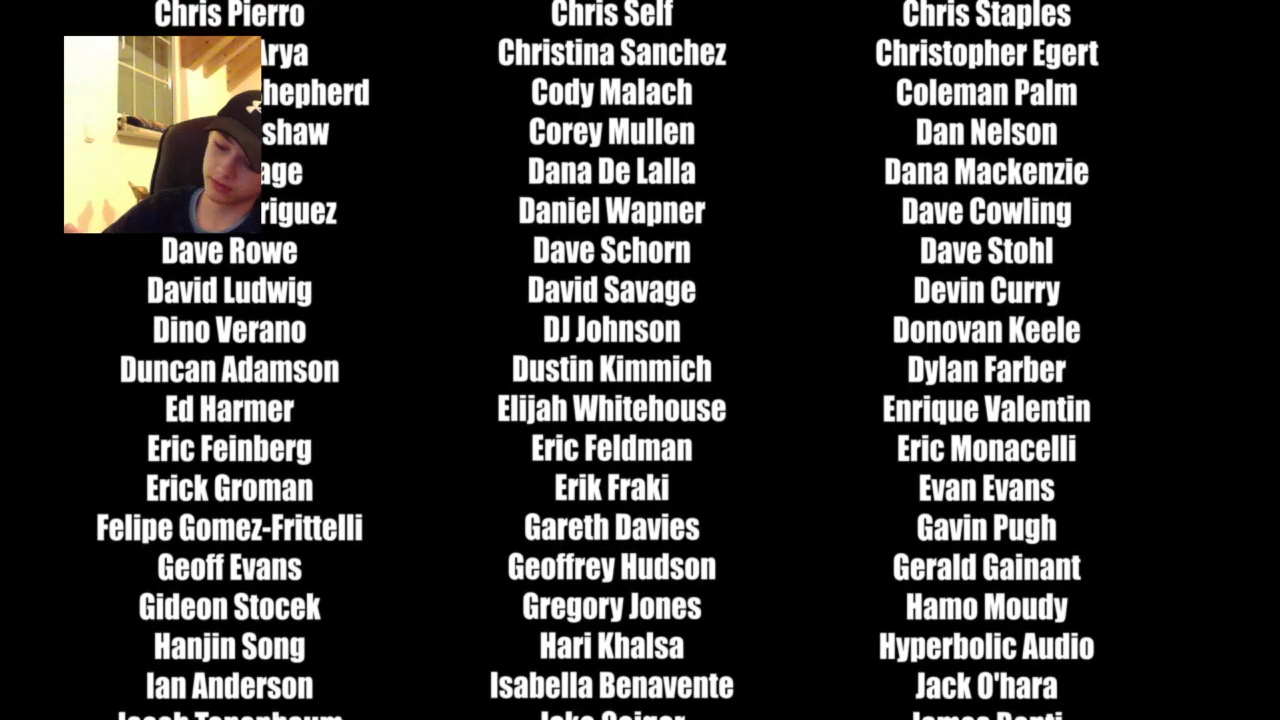 Chris Pierro Chris Self Chris Staples
Arya Christina Sanchez Christopher Egert
hepherd Cody Malach Coleman Palm
shaw Corey Mullen Dan Nelson
age Dana De Lalla Dana Mackenzie
riguez Daniel Wapner Dave Cowling
Dave Rowe Dave Schorn Dave Stohl
David Ludwig David Savage Devin Curry
Dino Verano DJ Johnson Donovan Keele
Duncan Adamson Dustin Kimmich Dylan Farber
Ed Harmer Elijah Whitehouse Enrique Valentin
Eric Feinberg Eric Feldman Eric Monacelli
Erick Groman Erik Fraki Evan Evans
Felipe Gomez-Frittelli Gareth Davies Gavin Pugh
Geoff Evans Geoffrey Hudson Gerald Gainant
Gideon Stocek Gregory Jones Hamo Moudy
Hanjin Song Hari Khalsa Hyperbolic Audio
Ian Anderson Isabella Benavente Jack O'hara